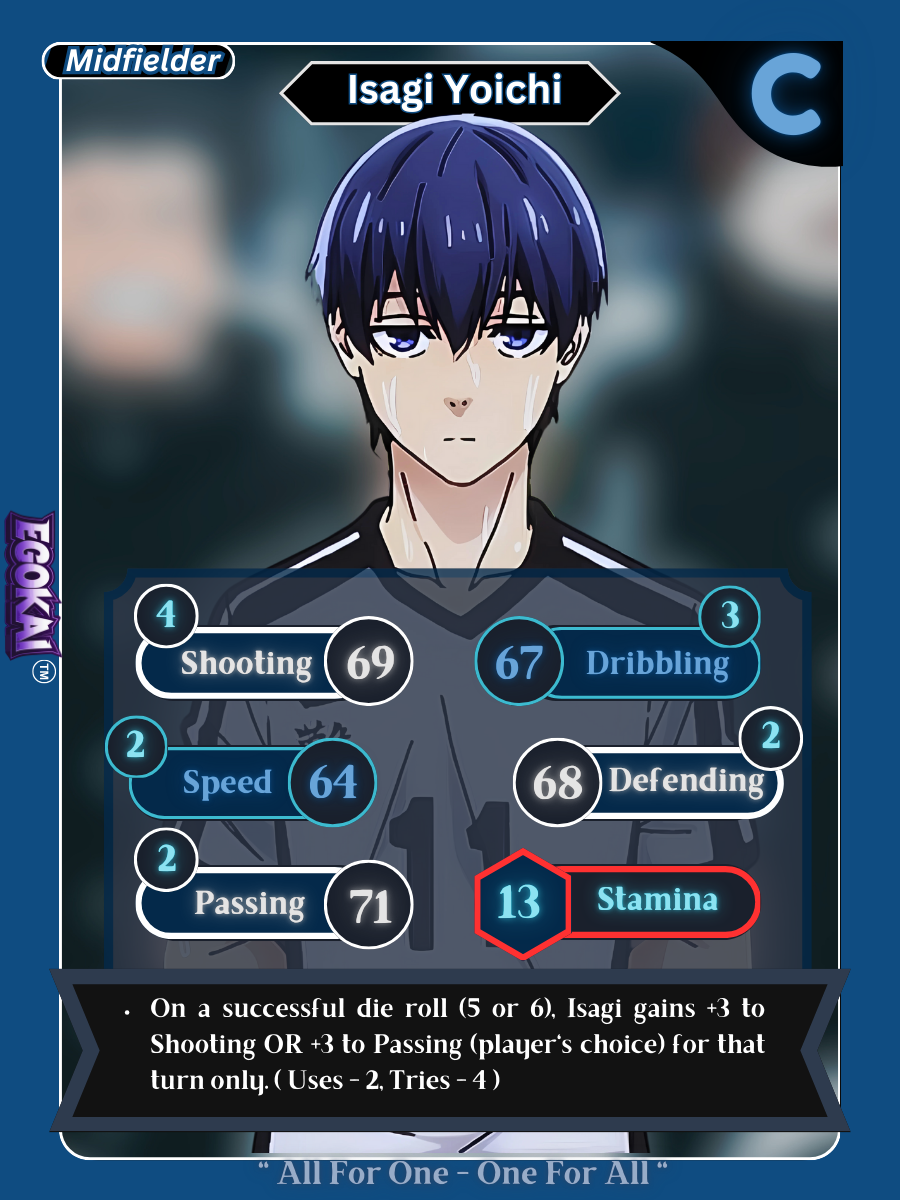 Midfielder
Isagi Yoichi
C
EGOKAI
TM
4
Shooting 69
3
67 Dribbling
2
Speed 64
2
68 Defending
2
Passing 71
13 Stamina
11
• On a successful die roll (5 or 6), Isagi gains +3 to
Shooting OR +3 to Passing (player‘s choice) for that
turn only. ( Uses - 2, Tries - 4 )
“ All For One - One For All “